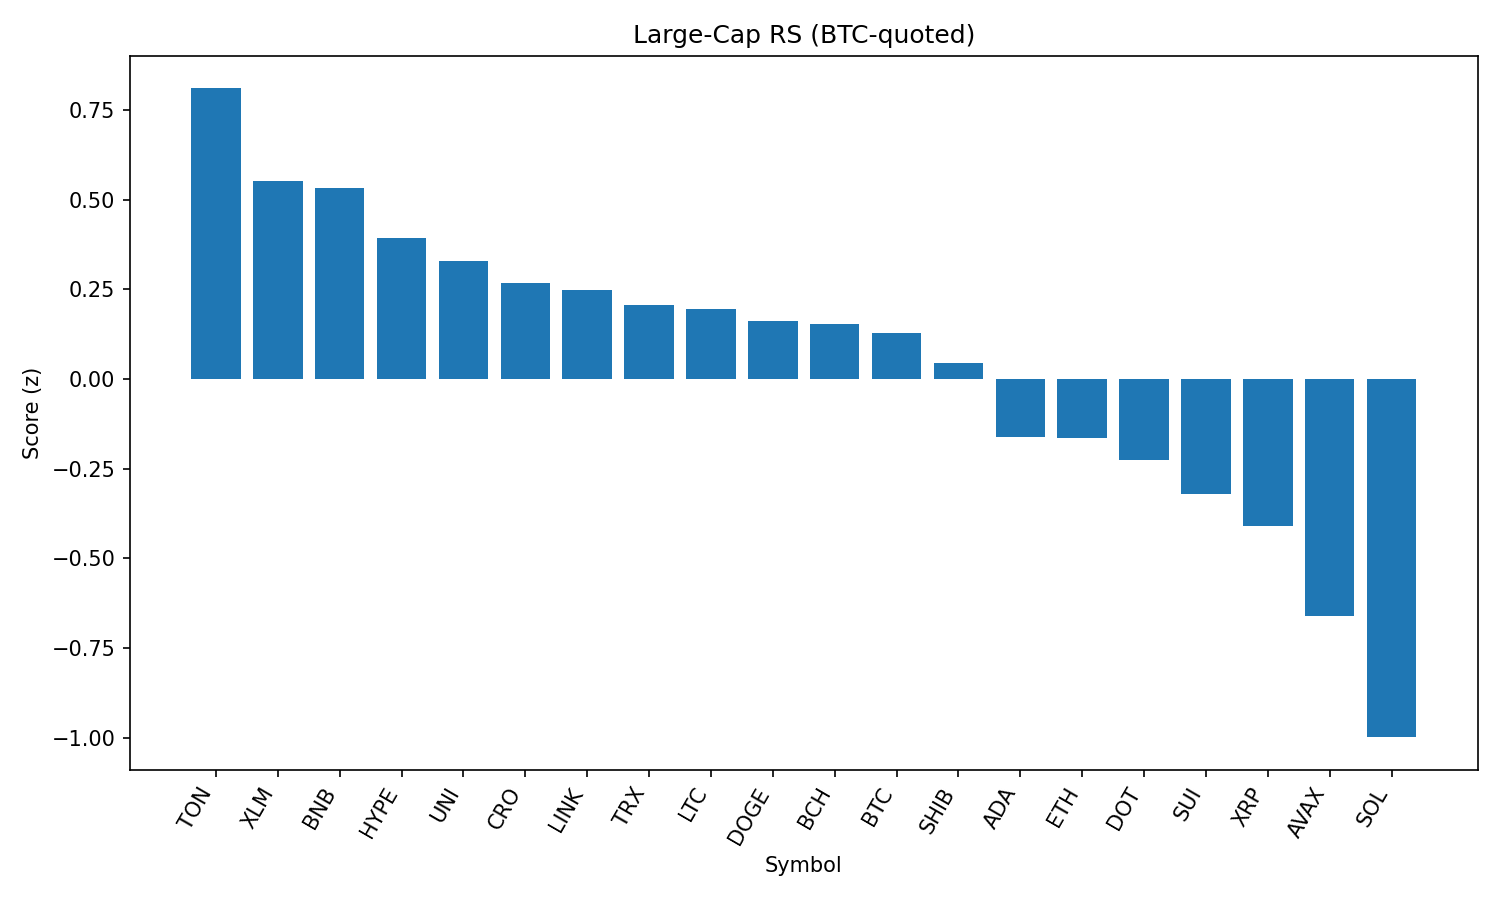 Large-Cap RS (BTC-quoted)
Score (z)
0.75
0.50
0.25
0.00
−0.25
−0.50
−0.75
−1.00
TON
XLM
BNB
HYPE
UNI
CRO
LINK
TRX
LTC
DOGE
BCH
BTC
SHIB
ADA
ETH
DOT
SUI
XRP
AVAX
SOL
Symbol